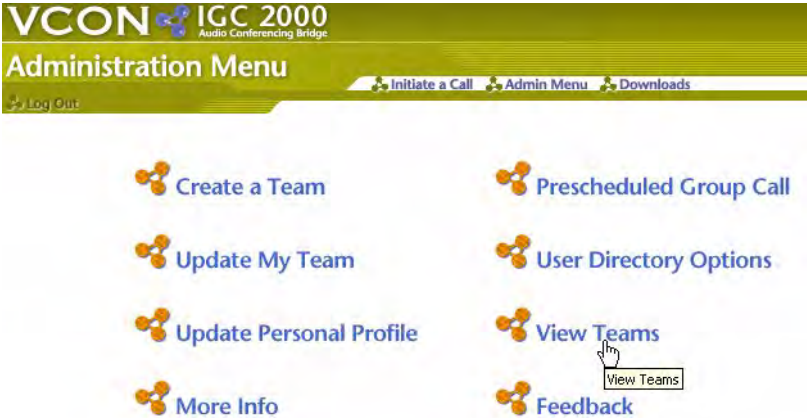 VCON IGC 2000
Audio Conferencing Bridge
Administration Menu
Initiate a Call Admin Menu Downloads
Log Out
Create a Team Prescheduled Group Call
Update My Team User Directory Options
Update Personal Profile View Teams
View Teams
More Info Feedback